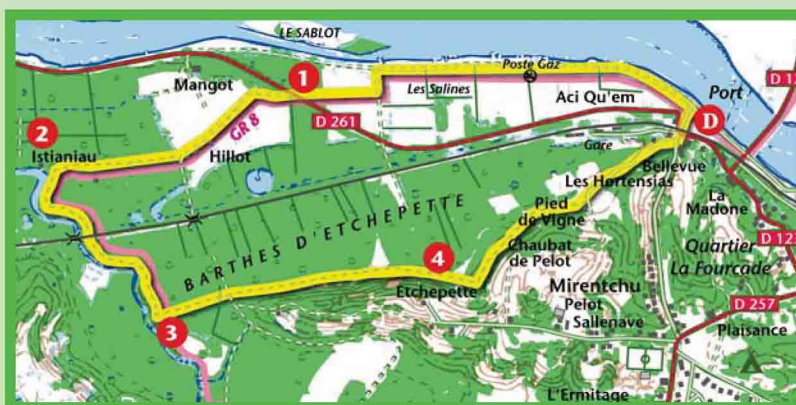 LE SABLOT
Mangot
1
Poste Gaz
Les Salines
Port
D 12
2
GR 8
D 261
Aci Qu'em
D
Istianiau
Hillot
Gare
Bellevue
Les Hortensias
La Madone
Pied de Vigne
BARTHES D'ETCHEPETTE
Chaubat de Pelot
4
Quartier La Fourcade
D 123
Etchepette
Mirentchu
Pelot
Sallenave
D 257
Plaisance
3
L'Ermitage